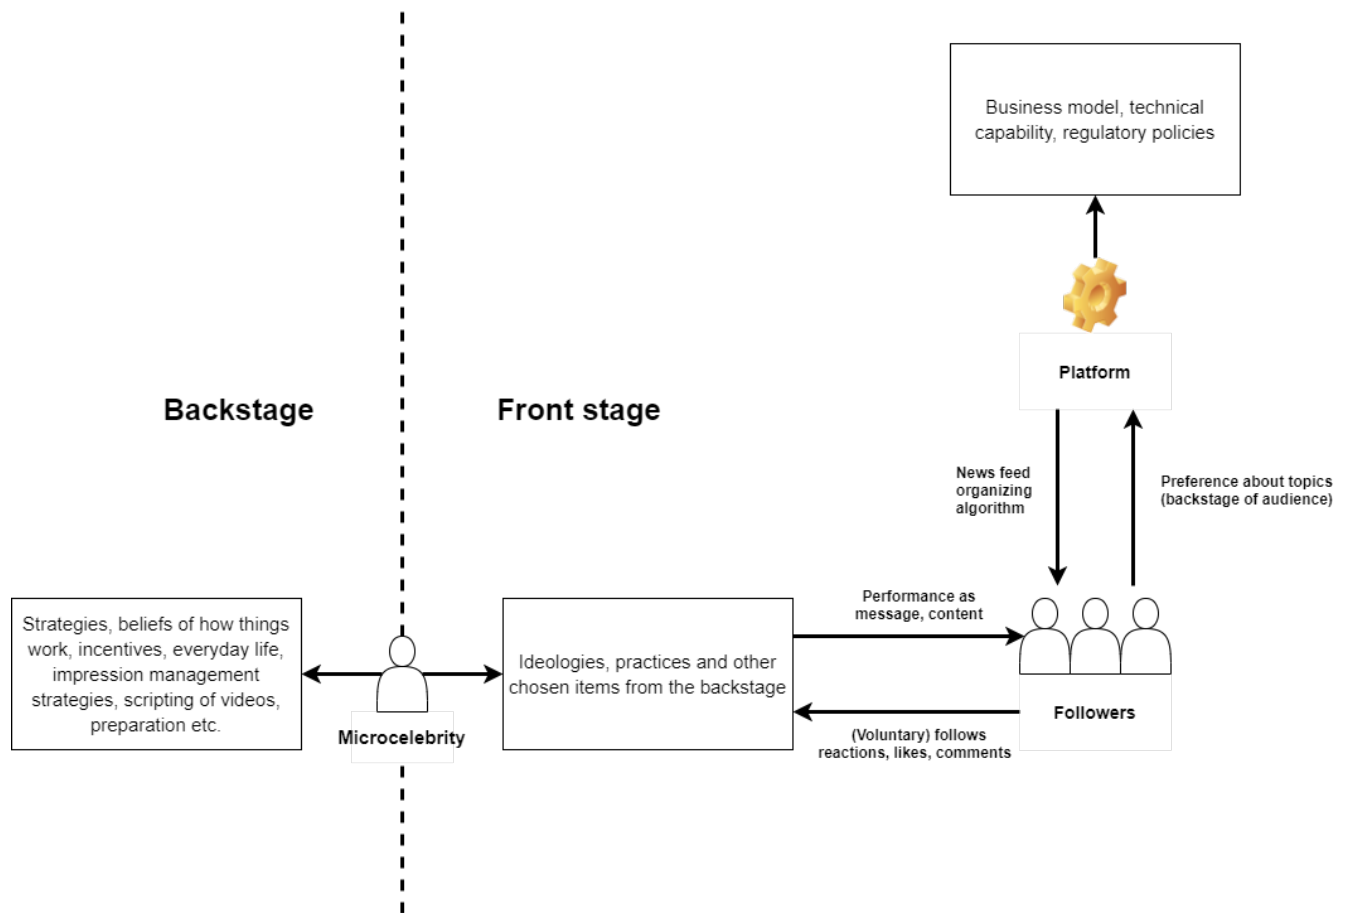 Business model, technical
capability, regulatory policies
Platform
Backstage
Front stage
News feed
organizing
algorithm
Preference about topics
(backstage of audience)
Strategies, beliefs of how things
work, incentives, everyday life,
impression management
strategies, scripting of videos,
preparation etc.
Microcelebrity
Ideologies, practices and other
chosen items from the backstage
Performance as
message, content
(Voluntary) follows
reactions, likes, comments
Followers